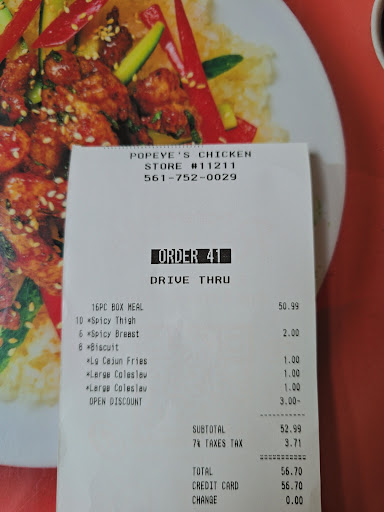 POPEYE'S CHICKEN
STORE #11211
561-752-0029
ORDER 41
DRIVE THRU
16PC BOX MEAL 50.99
10 *Spicy Thigh
6 *Spicy Breast 2.00
8 *Biscuit
*Lg Cajun Fries 1.00
*Large Coleslaw 1.00
*Large Coleslaw 1.00
OPEN DISCOUNT 3.00-
SUBTOTAL 52.99
7% TAXES TAX 3.71
TOTAL 56.70
CREDIT CARD 56.70
CHANGE 0.00